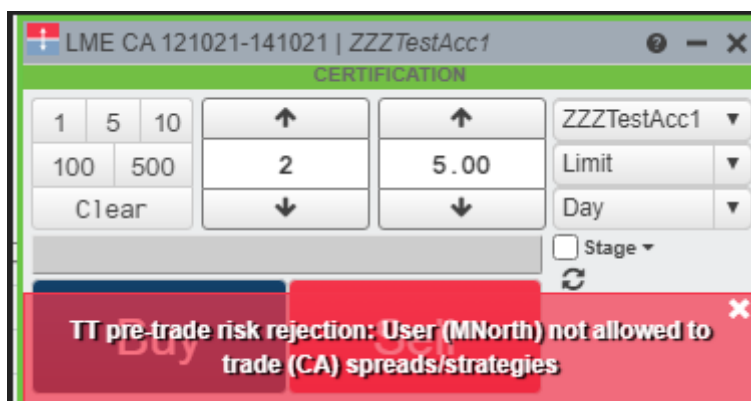 LME CA 121021-141021 | ZZZTestAcc1
CERTIFICATION
1 5 10
100 500
Clear
2
5.00
ZZZTestAcc1
Limit
Day
Stage
Buy
Sell
TT pre-trade risk rejection: User (MNorth) not allowed to
trade (CA) spreads/strategies